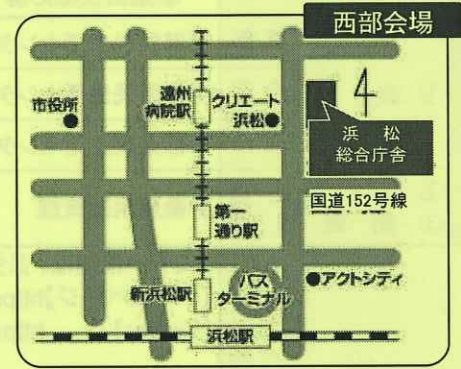 西部会場
市役所
遠州
病院駅
クリエート
浜松
浜 松
総合庁舎
国道152号線
第一
通り駅
バス
ターミナル
アクトシティ
新浜松駅
浜松駅